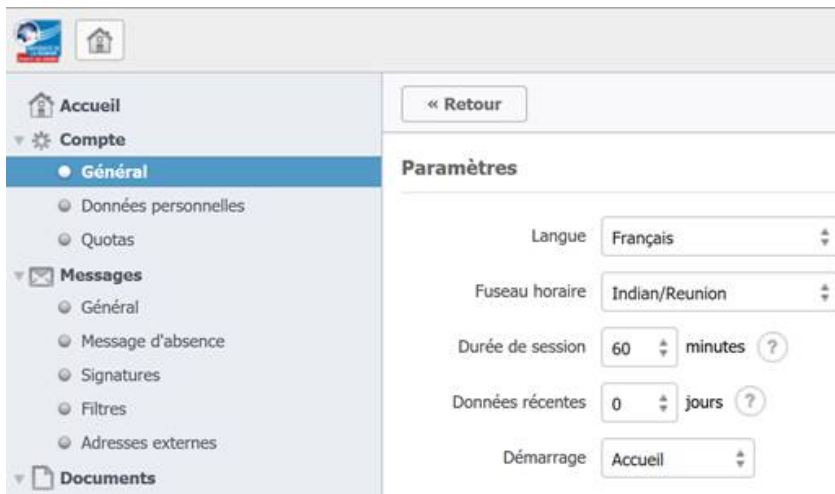 Accueil
Compte
Général
Données personnelles
Quotas
Messages
Général
Message d'absence
Signatures
Filtres
Adresses externes
Documents
« Retour
Paramètres
Langue Français
Fuseau horaire Indian/Reunion
Durée de session 60 minutes ?
Données récentes 0 jours ?
Démarrage Accueil